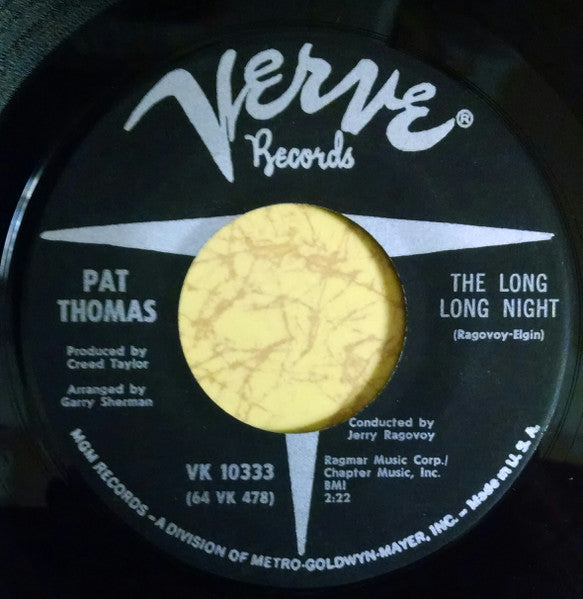 VERVE®
Records
PAT
THOMAS
Produced by
Creed Taylor
Arranged by
Garry Sherman
VK 10333
(64 VK 478)
THE LONG
LONG NIGHT
(Ragovoy-Elgin)
Conducted by
Jerry Ragovoy
Ragmar Music Corp./
Chapter Music, Inc.
BMI
2:22
MGM RECORDS – A DIVISION OF METRO-GOLDWYN-MAYER, INC. – Made in U.S.A.